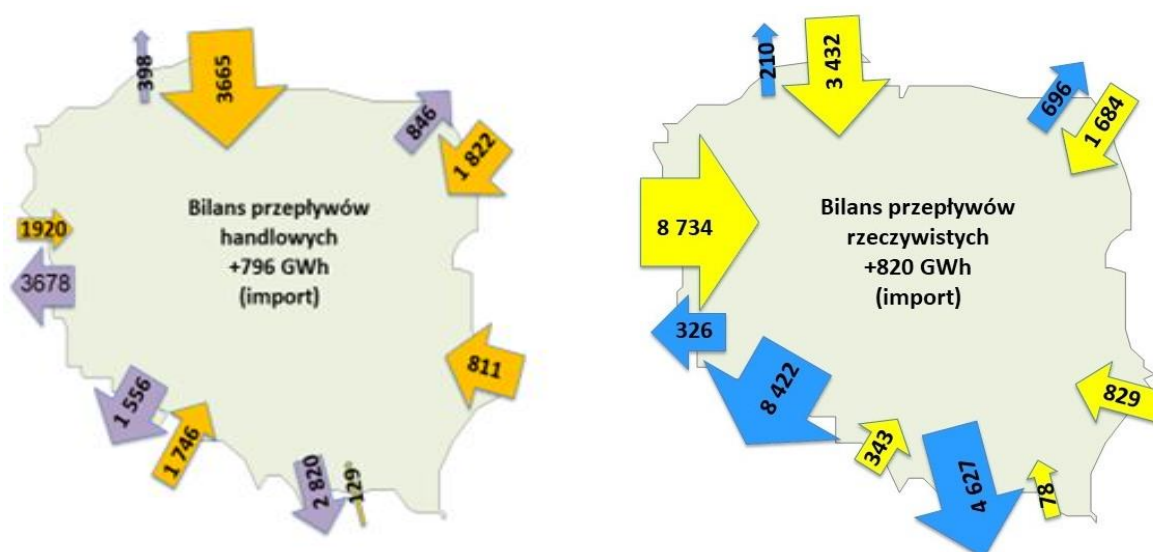 398
3665
846
1 822
Bilans przepływów
handlowych
+796 GWh
(import)
1920
3678
811
1 556
1 746
2 820
129
210
3 432
696
1 684
Bilans przepływów
rzeczywistych
+820 GWh
(import)
8 734
326
8 422
829
343
4 627
78